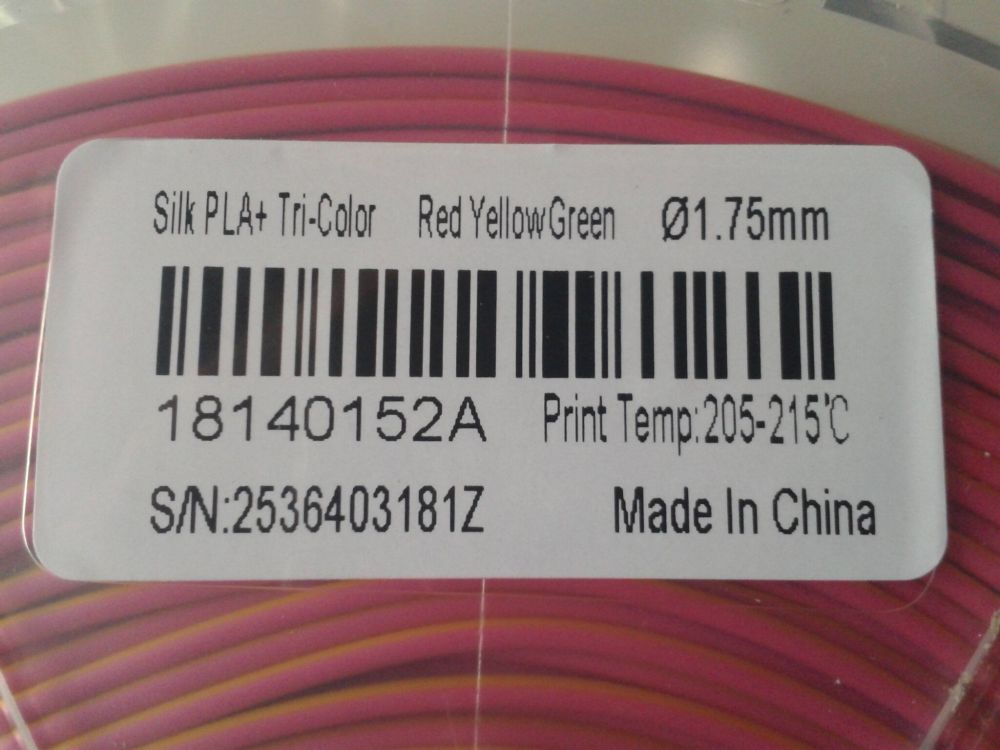 Silk PLA+ Tri-Color Red YellowGreen Ø1.75mm
18140152A Print Temp:205-215℃
S/N:2536403181Z Made In China